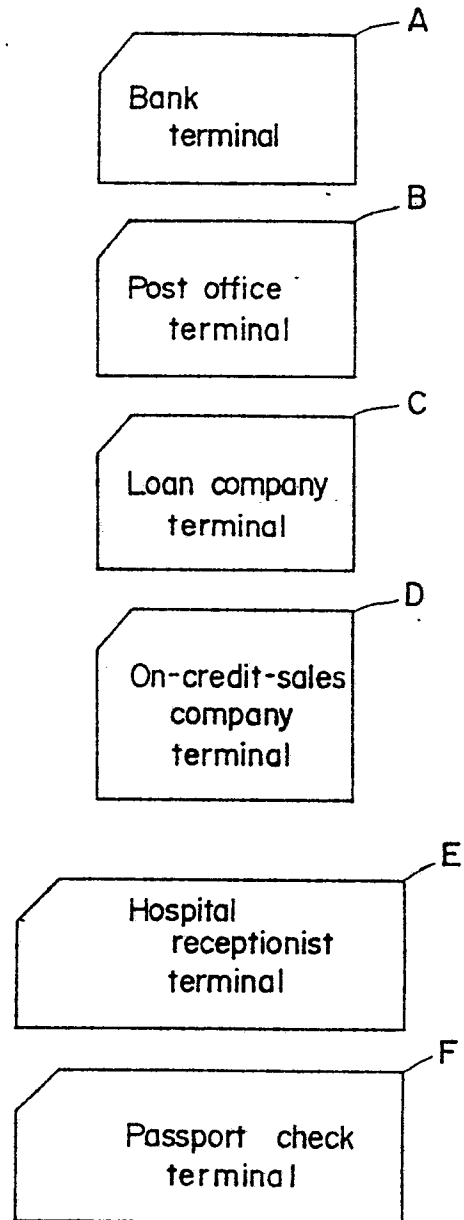 A
Bank
terminal
B
Post office
terminal
C
Loan company
terminal
D
On-credit-sales
company
terminal
E
Hospital
receptionist
terminal
F
Passport check
terminal